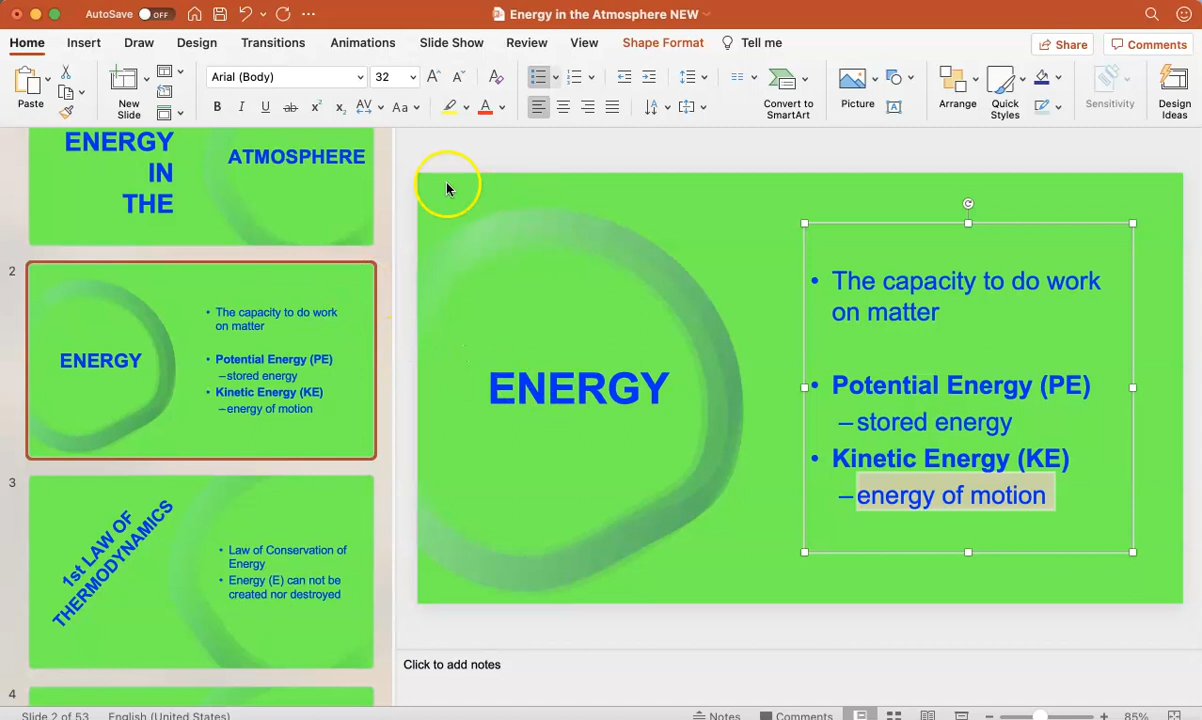 AutoSave OFF
Energy in the Atmosphere NEW
Home Insert Draw Design Transitions Animations Slide Show Review View Shape Format Tell me
Share Comments
Paste
New
Slide
Arial (Body) 32
B I U ab x² x₂ AV Aa A
Convert to
SmartArt
Picture
Arrange
Quick
Styles
Sensitivity
Design
Ideas
ENERGY
IN
THE
ATMOSPHERE
2
ENERGY
• The capacity to do work
on matter
• Potential Energy (PE)
–stored energy
• Kinetic Energy (KE)
–energy of motion
3
1st LAW OF
THERMODYNAMICS
• Law of Conservation of
Energy
• Energy (E) can not be
created nor destroyed
4
ENERGY
• The capacity to do work
on matter
• Potential Energy (PE)
–stored energy
• Kinetic Energy (KE)
–energy of motion
Click to add notes
Slide 2 of 53 English (United States) Notes Comments 85%